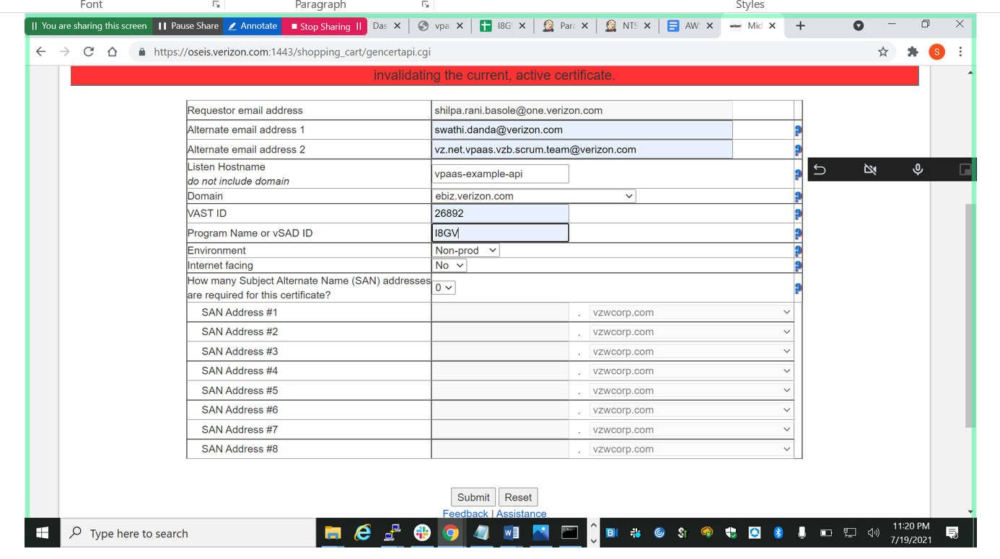 Font Paragraph Styles
You are sharing this screen Pause Share Annotate Stop Sharing Das vpa I8G Para NTS AW Mid
https://oseis.verizon.com:1443/shopping_cart/gencertapi.cgi S
invalidating the current, active certificate.
Requestor email address shilpa.rani.basole@one.verizon.com
Alternate email address 1 swathi.danda@verizon.com
Alternate email address 2 vz.net.vpaas.vzb.scrum.team@verizon.com
Listen Hostname
do not include domain
vpaas-example-api
Domain ebiz.verizon.com
VAST ID 26892
Program Name or vSAD ID I8GV
Environment Non-prod
Internet facing No
How many Subject Alternate Name (SAN) addresses
are required for this certificate?
0
SAN Address #1 . vzwcorp.com
SAN Address #2 . vzwcorp.com
SAN Address #3 . vzwcorp.com
SAN Address #4 . vzwcorp.com
SAN Address #5 . vzwcorp.com
SAN Address #6 . vzwcorp.com
SAN Address #7 . vzwcorp.com
SAN Address #8 . vzwcorp.com
Submit Reset
Feedback | Assistance
Type here to search
11:20 PM
7/19/2021